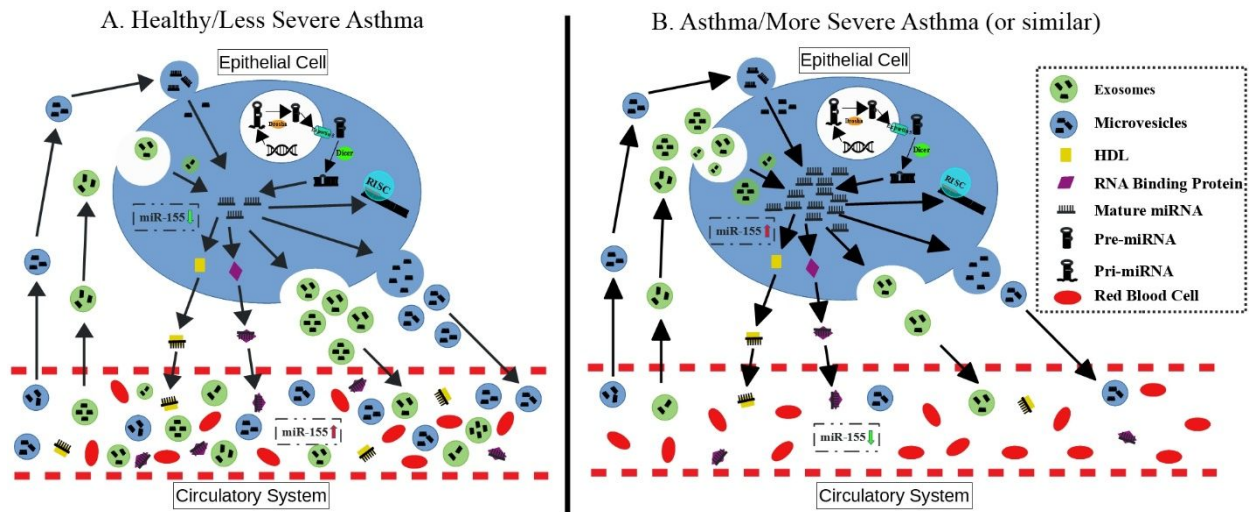 A. Healthy/Less Severe Asthma
Epithelial Cell
Drosha
Dicer
RISC
miR-155
miR-155
Circulatory System
B. Asthma/More Severe Asthma (or similar)
Epithelial Cell
Drosha
Dicer
RISC
miR-155
miR-155
Circulatory System
Exosomes
Microvesicles
HDL
RNA Binding Protein
Mature miRNA
Pre-miRNA
Pri-miRNA
Red Blood Cell